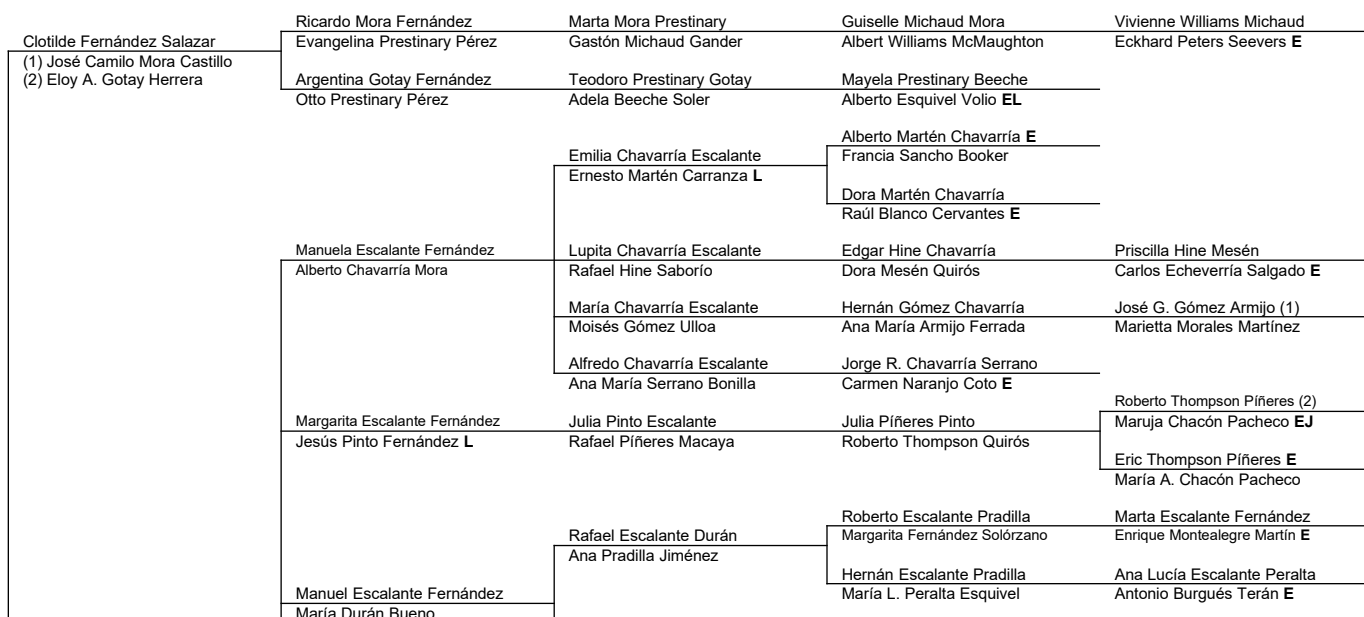 Clotilde Fernández Salazar
(1) José Camilo Mora Castillo
(2) Eloy A. Gotay Herrera
Ricardo Mora Fernández
Evangelina Prestinary Pérez
Marta Mora Prestinary
Gastón Michaud Gander
Guiselle Michaud Mora
Albert Williams McMaughton
Vivienne Williams Michaud
Eckhard Peters Seevers E
Argentina Gotay Fernández
Otto Prestinary Pérez
Teodoro Prestinary Gotay
Adela Beeche Soler
Mayela Prestinary Beeche
Alberto Esquivel Volio EL
Manuela Escalante Fernández
Alberto Chavarría Mora
Emilia Chavarría Escalante
Ernesto Martén Carranza L
Alberto Martén Chavarría E
Francia Sancho Booker
Dora Martén Chavarría
Raúl Blanco Cervantes E
Lupita Chavarría Escalante
Rafael Hine Saborío
Edgar Hine Chavarría
Dora Mesén Quirós
Priscilla Hine Mesén
Carlos Echeverría Salgado E
María Chavarría Escalante
Moisés Gómez Ulloa
Hernán Gómez Chavarría
Ana María Armijo Ferrada
José G. Gómez Armijo (1)
Marietta Morales Martínez
Alfredo Chavarría Escalante
Ana María Serrano Bonilla
Jorge R. Chavarría Serrano
Carmen Naranjo Coto E
Margarita Escalante Fernández
Jesús Pinto Fernández L
Julia Pinto Escalante
Rafael Píñeres Macaya
Julia Píñeres Pinto
Roberto Thompson Quirós
Roberto Thompson Píñeres (2)
Maruja Chacón Pacheco EJ
Eric Thompson Píñeres E
María A. Chacón Pacheco
Manuel Escalante Fernández
María Durán Bueno
Rafael Escalante Durán
Ana Pradilla Jiménez
Roberto Escalante Pradilla
Margarita Fernández Solórzano
Marta Escalante Fernández
Enrique Montealegre Martín E
Hernán Escalante Pradilla
María L. Peralta Esquivel
Ana Lucía Escalante Peralta
Antonio Burgués Terán E